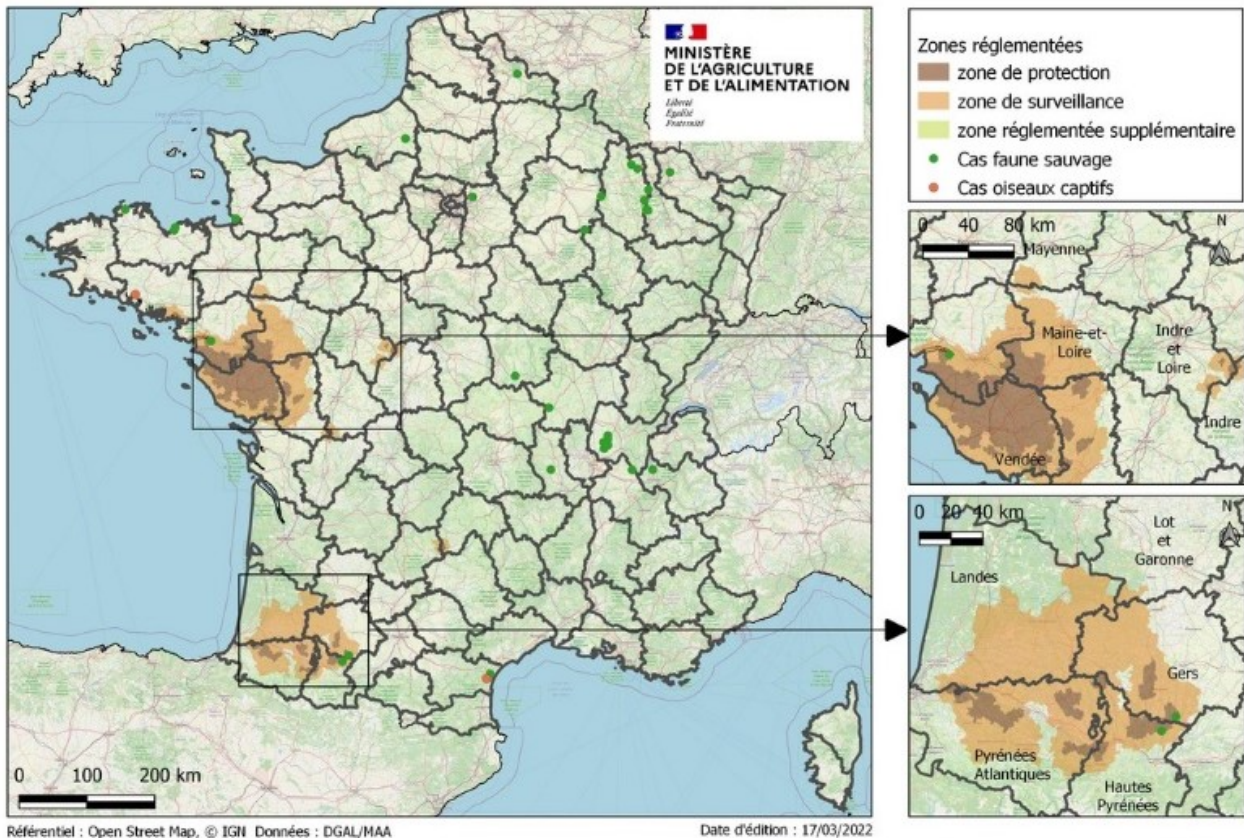 MINISTÈRE
DE L'AGRICULTURE
ET DE L'ALIMENTATION
Liberté
Égalité
Fraternité
Zones réglementées
zone de protection
zone de surveillance
zone réglementée supplémentaire
Cas faune sauvage
Cas oiseaux captifs
0 40 80 km
N
Mayenne
Maine-et-
Loire
Indre
et
Loire
Indre
Vendée
0 20 40 km
N
Lot
et
Garonne
Landes
Gers
Pyrénées
Atlantiques
Hautes
Pyrénées
0 100 200 km
Référentiel : Open Street Map, © IGN Données : DGAL/MAA
Date d'édition : 17/03/2022